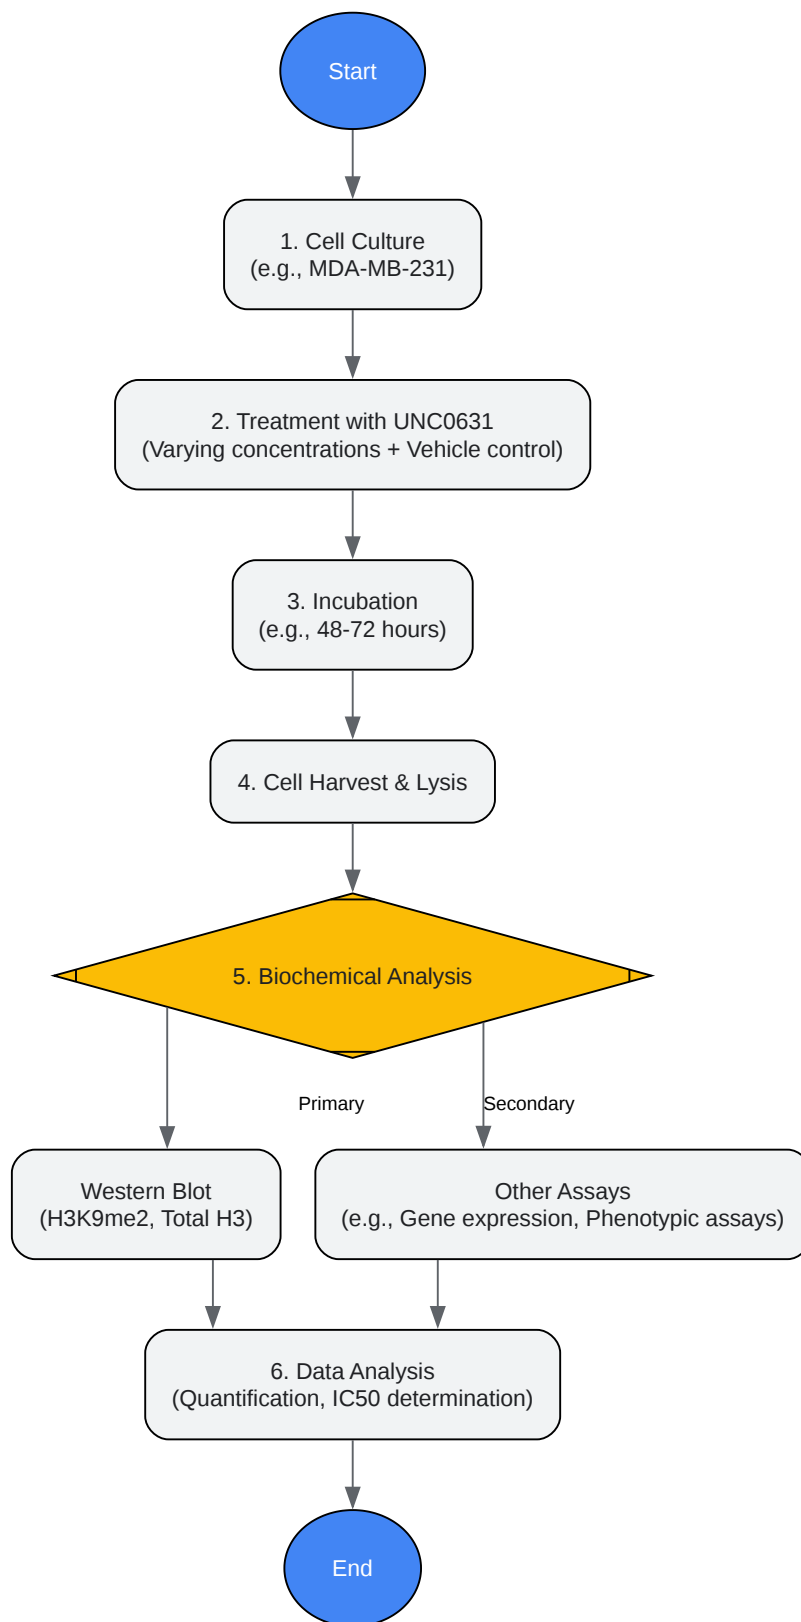 Start
1. Cell Culture
(e.g., MDA-MB-231)
2. Treatment with UNC0631
(Varying concentrations + Vehicle control)
3. Incubation
(e.g., 48-72 hours)
4. Cell Harvest & Lysis
5. Biochemical Analysis
Primary
Secondary
Western Blot
(H3K9me2, Total H3)
Other Assays
(e.g., Gene expression, Phenotypic assays)
6. Data Analysis
(Quantification, IC50 determination)
End